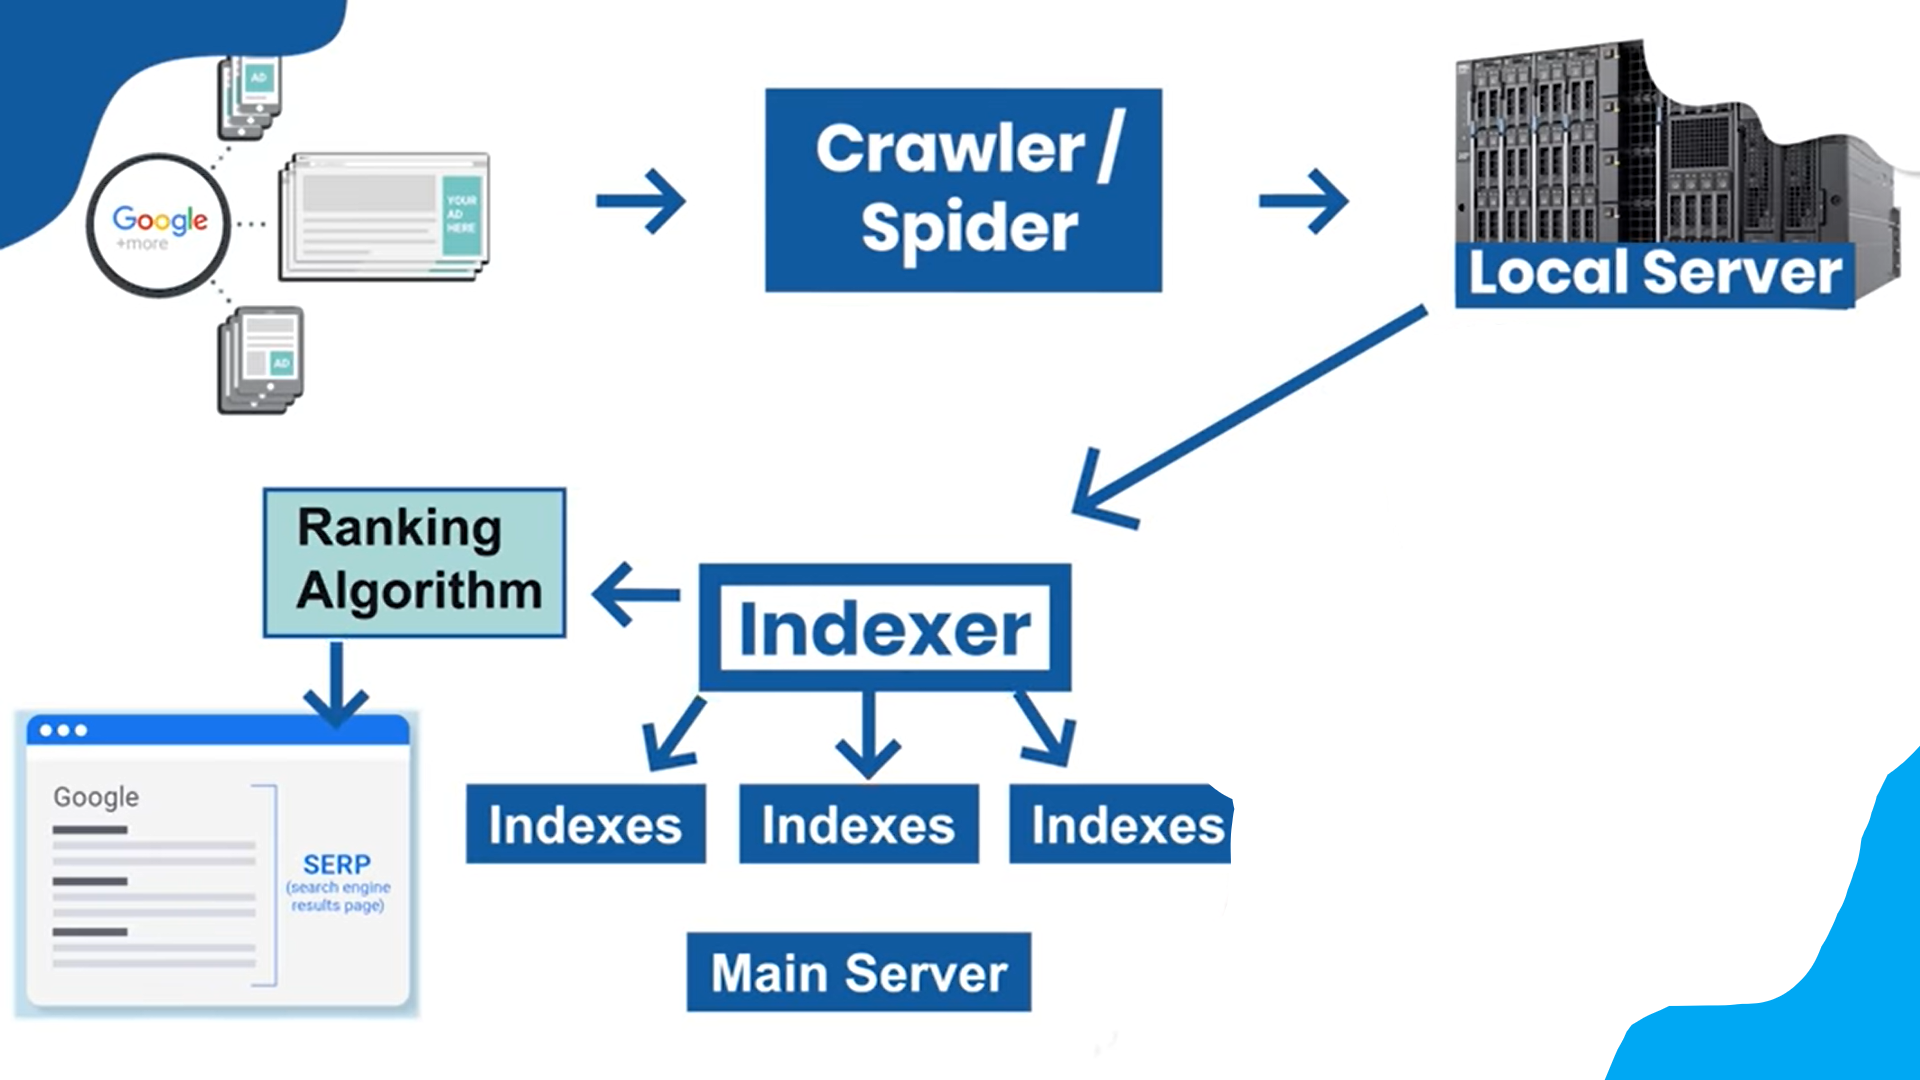 AD
Google
+more
YOUR
AD
HERE
AD
Crawler /
Spider
Local Server
Ranking
Algorithm
Indexer
Indexes
Indexes
Indexes
Main Server
Google
SERP
(search engine
results page)